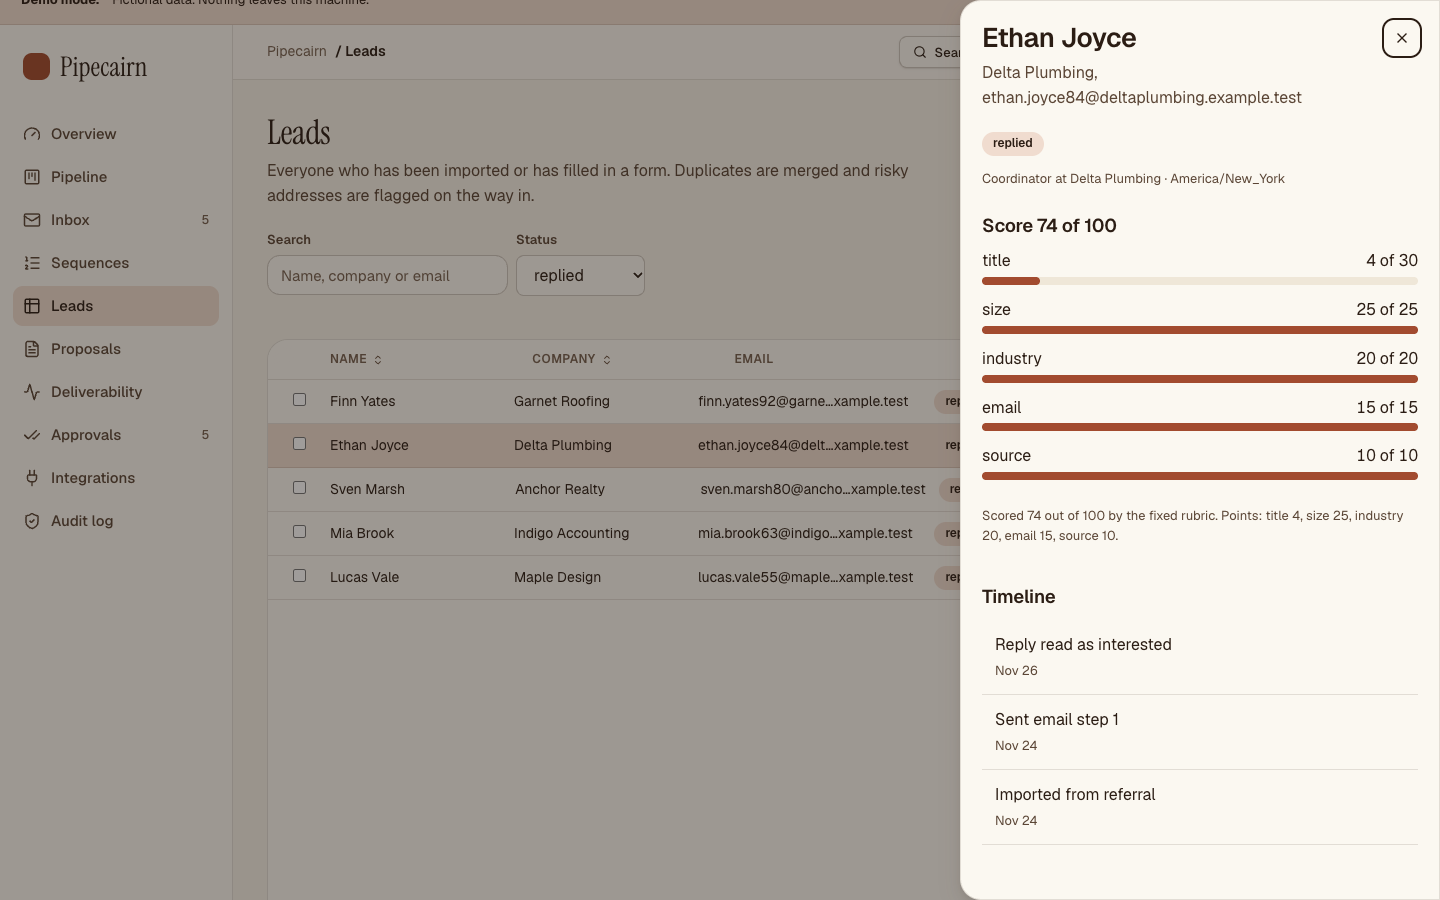 Demo mode. Fictional data. Nothing leaves this machine.
Pipecairn
Overview
Pipeline
Inbox 5
Sequences
Leads
Proposals
Deliverability
Approvals 5
Integrations
Audit log
Pipecairn / Leads
Leads
Everyone who has been imported or has filled in a form. Duplicates are merged and risky
addresses are flagged on the way in.
Search
Status
Name, company or email
replied
NAME COMPANY EMAIL
Finn Yates Garnet Roofing finn.yates92@garne…xample.test
Ethan Joyce Delta Plumbing ethan.joyce84@delt…xample.test
Sven Marsh Anchor Realty sven.marsh80@ancho…xample.test
Mia Brook Indigo Accounting mia.brook63@indigo…xample.test
Lucas Vale Maple Design lucas.vale55@maple…xample.test
Ethan Joyce
Delta Plumbing,
ethan.joyce84@deltaplumbing.example.test
replied
Coordinator at Delta Plumbing · America/New_York
Score 74 of 100
title 4 of 30
size 25 of 25
industry 20 of 20
email 15 of 15
source 10 of 10
Scored 74 out of 100 by the fixed rubric. Points: title 4, size 25, industry
20, email 15, source 10.
Timeline
Reply read as interested
Nov 26
Sent email step 1
Nov 24
Imported from referral
Nov 24